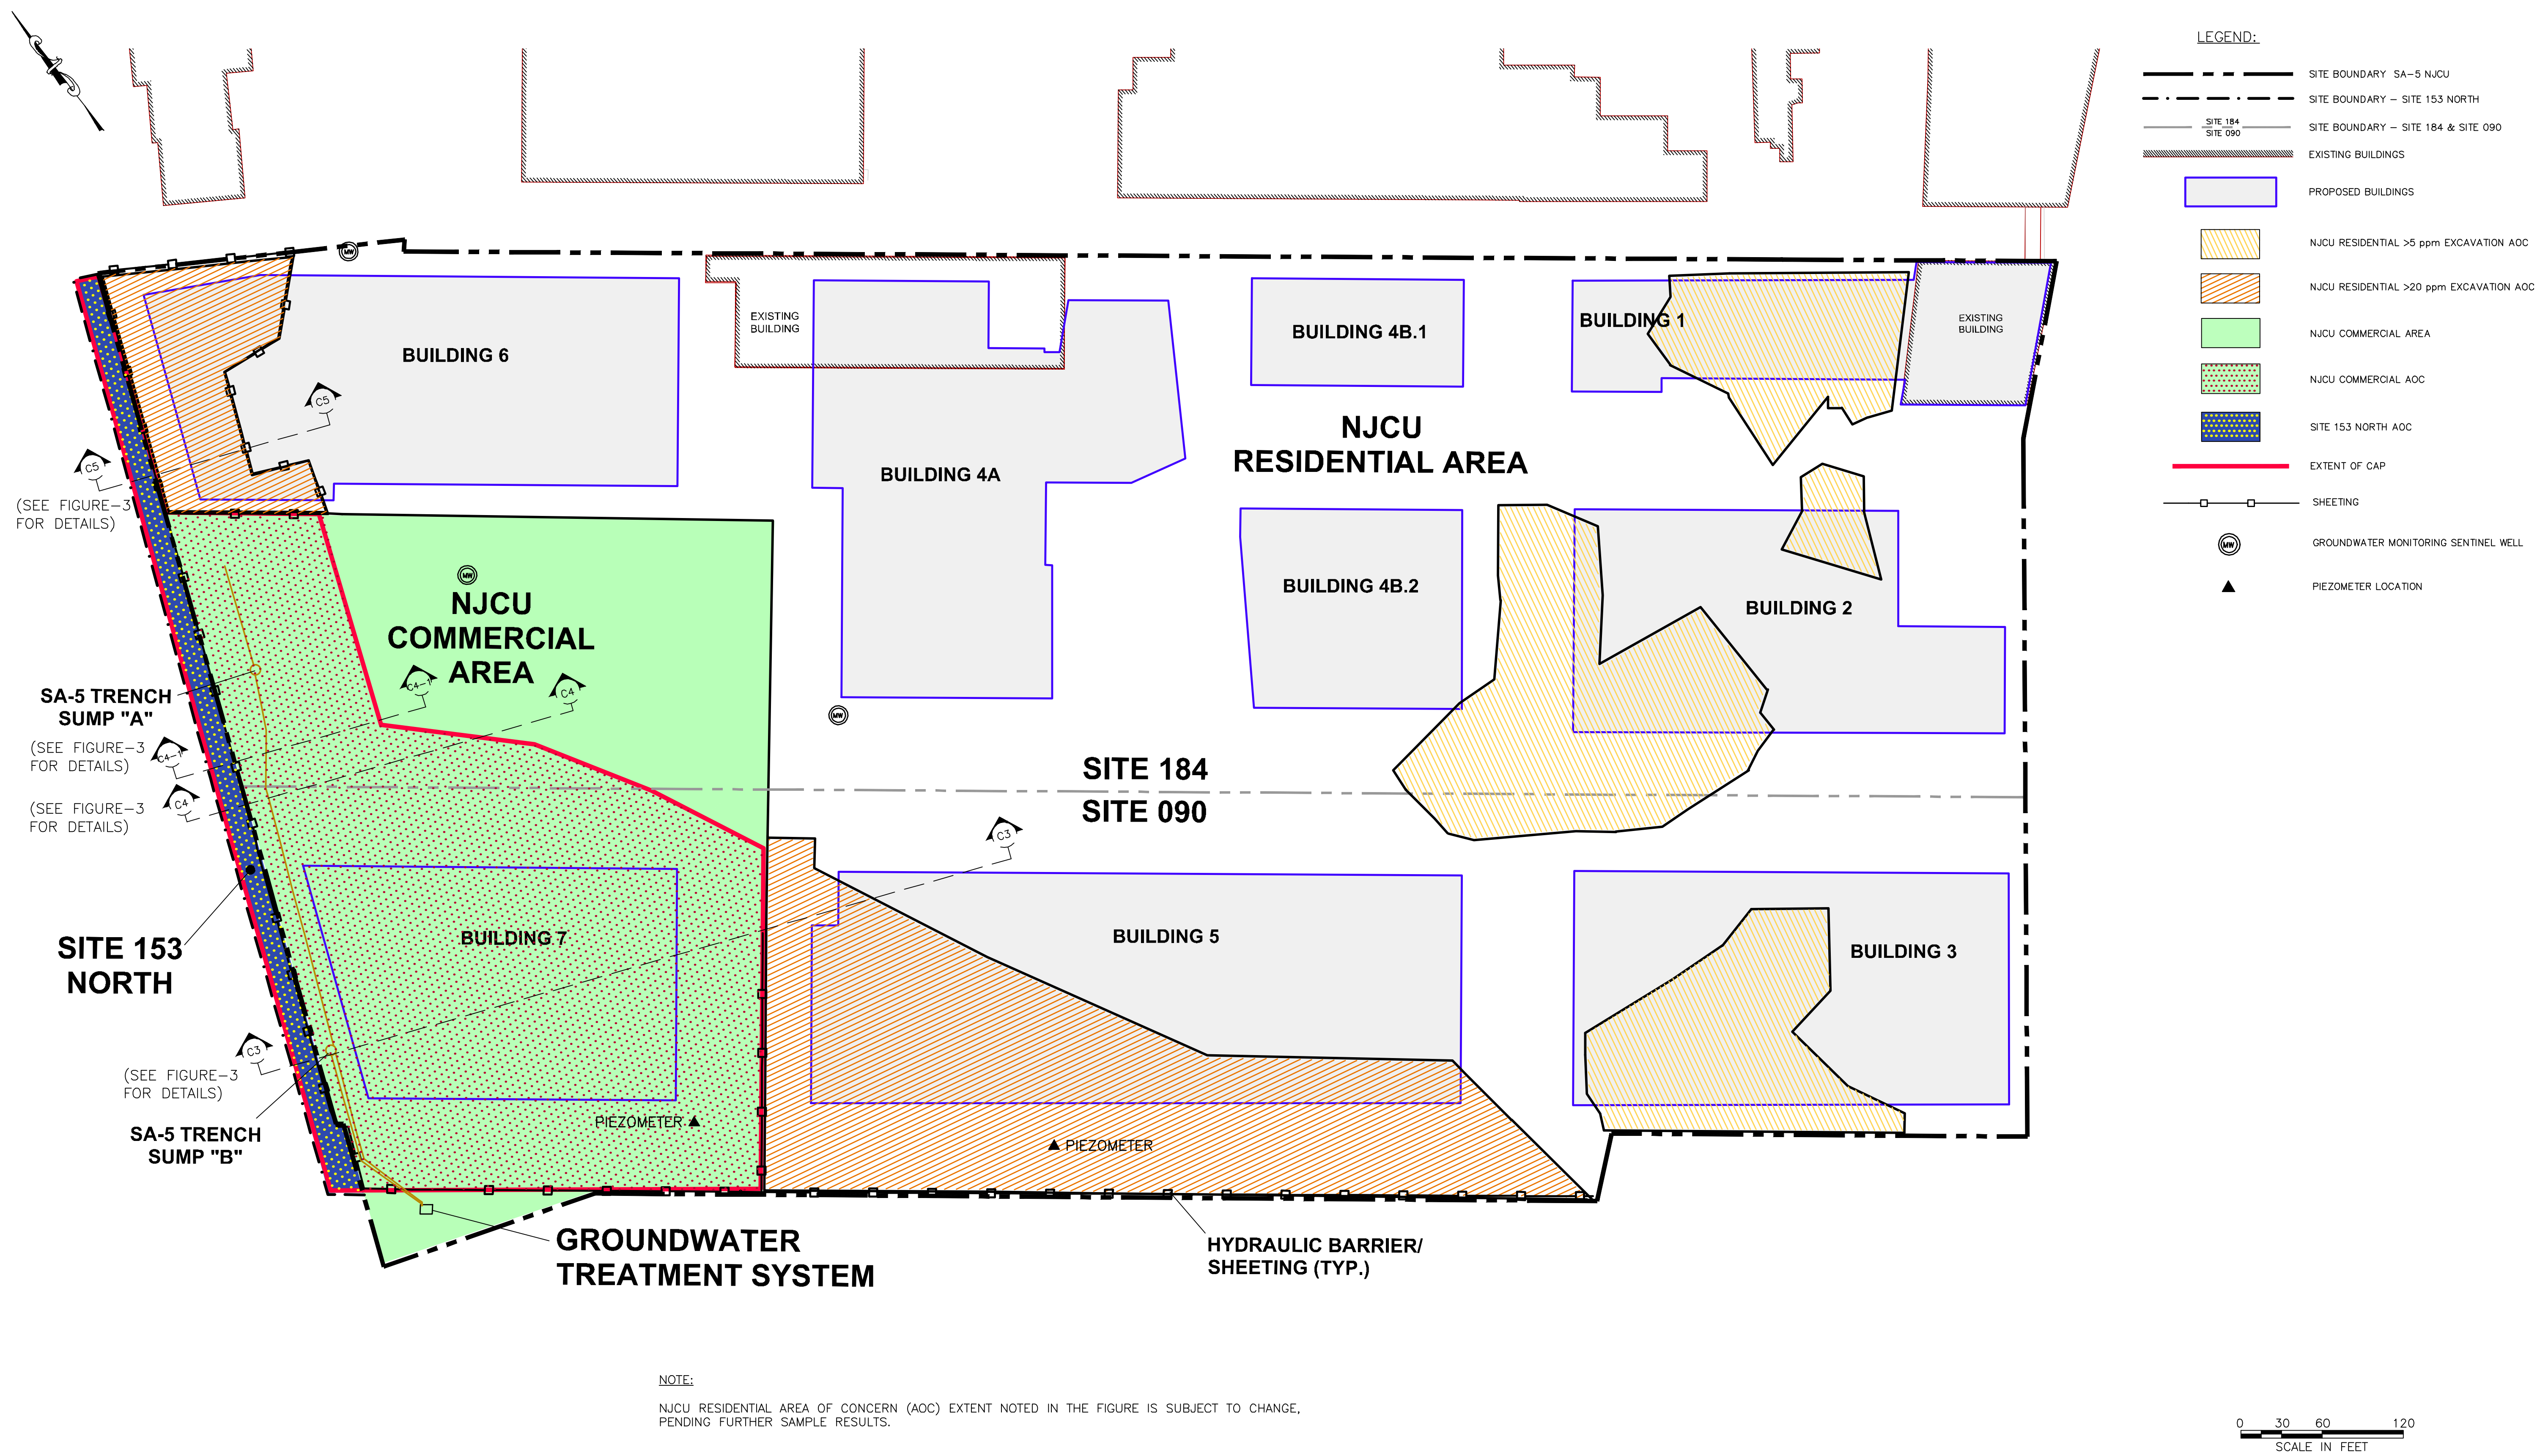 LEGEND:
SITE BOUNDARY SA-5 NJCU
SITE BOUNDARY – SITE 153 NORTH
SITE 184
SITE 090
SITE BOUNDARY – SITE 184 & SITE 090
EXISTING BUILDINGS
PROPOSED BUILDINGS
NJCU RESIDENTIAL >5 ppm EXCAVATION AOC
NJCU RESIDENTIAL >20 ppm EXCAVATION AOC
NJCU COMMERCIAL AREA
NJCU COMMERCIAL AOC
SITE 153 NORTH AOC
EXTENT OF CAP
SHEETING
MW
GROUNDWATER MONITORING SENTINEL WELL
PIEZOMETER LOCATION
MW
EXISTING
BUILDING
BUILDING 6
BUILDING 4B.1
BUILDING 1
EXISTING
BUILDING
C5
C5
(SEE FIGURE-3
FOR DETAILS)
BUILDING 4A
NJCU
RESIDENTIAL AREA
MW
NJCU
COMMERCIAL
AREA
BUILDING 4B.2
BUILDING 2
C4-1
C4
SA-5 TRENCH
SUMP "A"
MW
(SEE FIGURE-3
FOR DETAILS)
C4-1
(SEE FIGURE-3
FOR DETAILS)
C4
SITE 184
SITE 090
C3
BUILDING 7
BUILDING 5
BUILDING 3
SITE 153
NORTH
C3
(SEE FIGURE-3
FOR DETAILS)
SA-5 TRENCH
SUMP "B"
PIEZOMETER
PIEZOMETER
GROUNDWATER
TREATMENT SYSTEM
HYDRAULIC BARRIER/
SHEETING (TYP.)
NOTE:
NJCU RESIDENTIAL AREA OF CONCERN (AOC) EXTENT NOTED IN THE FIGURE IS SUBJECT TO CHANGE,
PENDING FURTHER SAMPLE RESULTS.
0 30 60 120
SCALE IN FEET